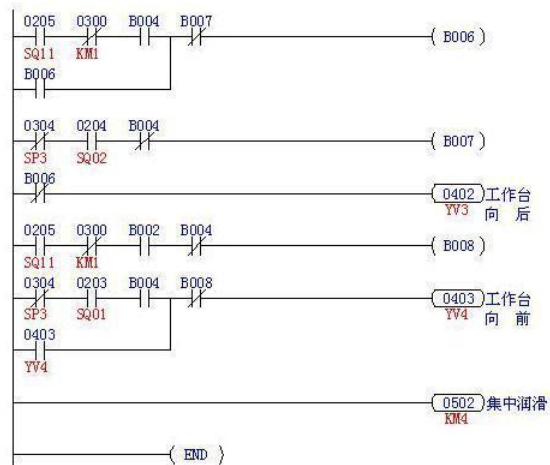 0205 0300 B004 B007
( B006 )
SQ11 KM1
B006
0304 0204 B004
( B007 )
SP3 SQ02
B006
0402 工作台
YV3 向 后
0205 0300 B002 B004
( B008 )
SQ11 KM1
0304 0203 B004 B008
0403 工作台
SP3 SQ01
YV4 向 前
0403
YV4
0502 集中润滑
KM4
( END )